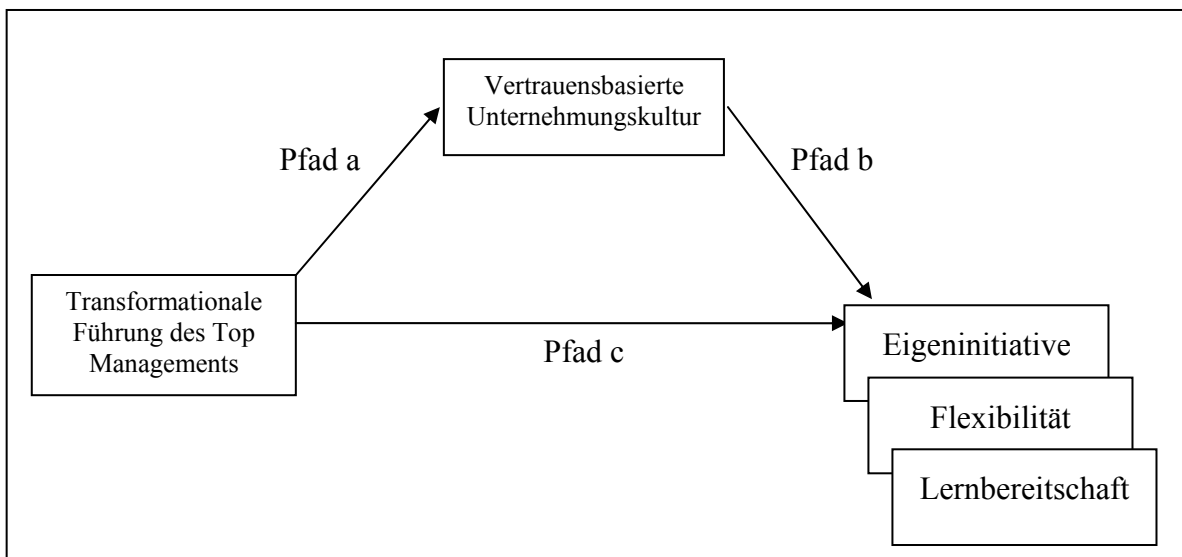 Vertrauensbasierte
Unternehmungskultur
Pfad a
Pfad b
Transformationale
Führung des Top
Managements
Pfad c
Eigeninitiative
Flexibilität
Lernbereitschaft